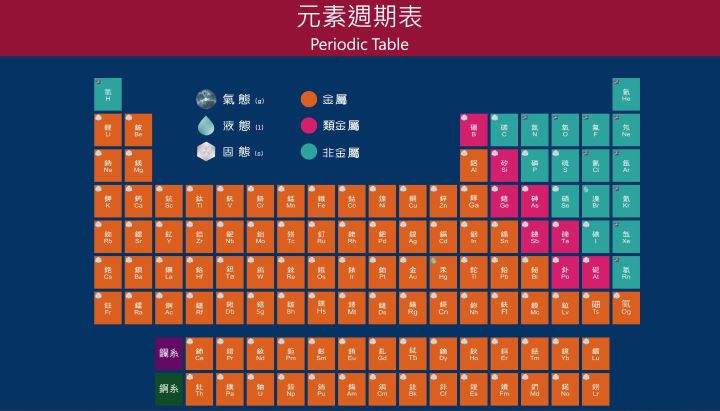 元素週期表
Periodic Table
氣態 (g) 金屬
液態 (l) 類金屬
固態 (s) 非金屬
氫 氦
H He
鋰 鈹 硼 碳 氮 氧 氟 氖
Li Be B C N O F Ne
鈉 鎂 鋁 矽 磷 硫 氯 氬
Na Mg Al Si P S Cl Ar
鉀 鈣 鈧 鈦 釩 鉻 錳 鐵 鈷 鎳 銅 鋅 鎵 鍺 砷 硒 溴 氪
K Ca Sc Ti V Cr Mn Fe Co Ni Cu Zn Ga Ge As Se Br Kr
銣 鍶 釔 鋯 鈮 鉬 鎝 釕 銠 鈀 銀 鎘 銦 錫 銻 碲 碘 氙
Rb Sr Y Zr Nb Mo Tc Ru Rh Pd Ag Cd In Sn Sb Te I Xe
銫 鋇 鑭 鉿 鉭 鎢 錸 鋨 銥 鉑 金 汞 鉈 鉛 鉍 釙 砈 氡
Cs Ba La Hf Ta W Re Os Ir Pt Au Hg Tl Pb Bi Po At Rn
鐳 錒 鑪 鐽 錀 鉨 鈇 鏌 鉝
Fr Ra Ac Rf Db Sg Bh Hs Mt Ds Rg Cn Nh Fl Mc Lv Ts Og
鑭系 鈰 鐠 釹 鉕 釤 銪 釓 鋱 鏑 鈥 鉺 銩 鐿 鎦
Ce Pr Nd Pm Sm Eu Gd Tb Dy Ho Er Tm Yb Lu
錒系 釷 鏷 鈾 錼 鈽 鋂 鋦 鉳 鉲 鑀 鐨 鍆 鍩 鐒
Th Pa U Np Pu Am Cm Bk Cf Es Fm Md No Lr